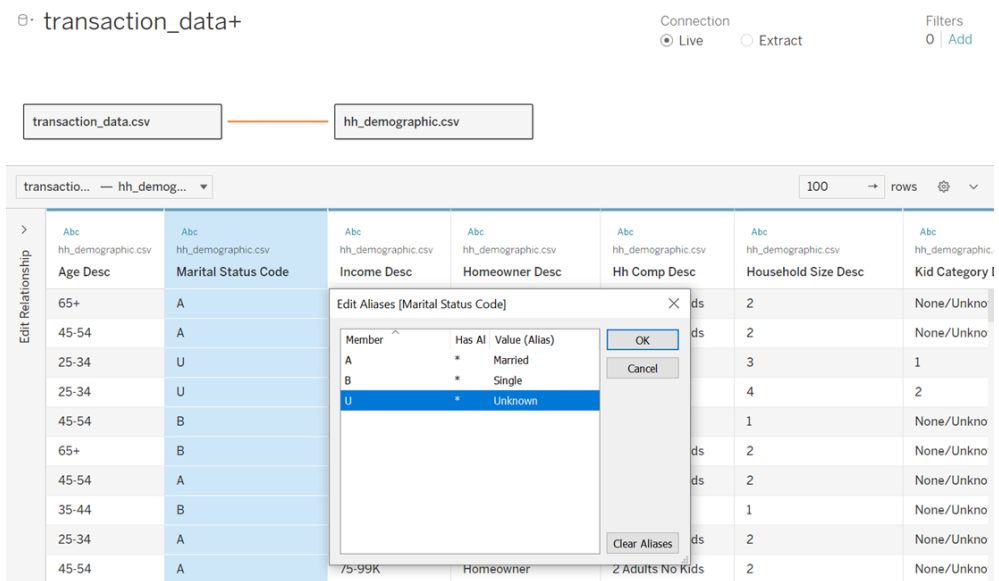 transaction_data+
Connection
Live
Extract
Filters
0
Add
transaction_data.csv
hh_demographic.csv
transactio... — hh_demog...
100
rows
Edit Relationship
Abc Abc Abc Abc Abc Abc Abc
hh_demographic.csv hh_demographic.csv hh_demographic.csv hh_demographic.csv hh_demographic.csv hh_demographic.csv hh_demographic.
Age Desc Marital Status Code Income Desc Homeowner Desc Hh Comp Desc Household Size Desc Kid Category D
65+ A ds 2 None/Unkno
45-54 A ds 2 None/Unkno
25-34 U 3 1
25-34 U 4 2
45-54 B 1 None/Unkno
65+ B ds 2 None/Unkno
45-54 A ds 2 None/Unkno
35-44 B 1 None/Unkno
25-34 A ds 2 None/Unkno
45-54 A 75-99K Homeowner 2 Adults No Kids 2 None/Unkno
Edit Aliases [Marital Status Code]
Member Has Al Value (Alias)
A * Married
B * Single
U * Unknown
OK
Cancel
Clear Aliases